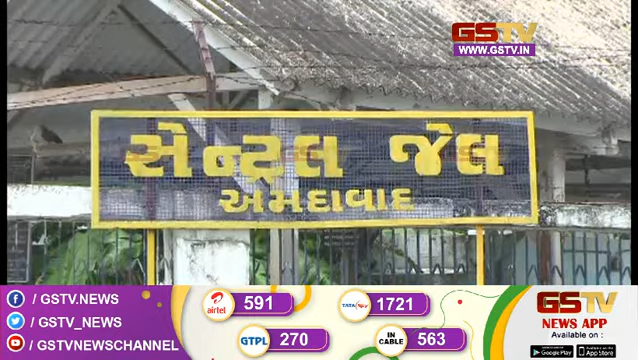 GSTV
WWW.GSTV.IN
સેન્ટ્રલ જેલ
અમદાવાદ
/ GSTV.NEWS
/ GSTV_NEWS
/ GSTVNEWSCHANNEL
airtel 591
TATA sky 1721
GTPL 270
IN CABLE 563
GSTV
NEWS APP
Available on :
Google Play
App Store